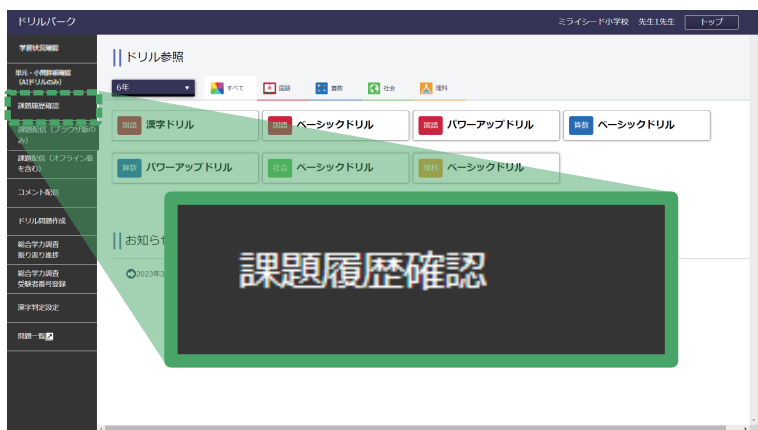 ドリルパーク
ミライシード小学校 先生1先生 トップ
学習状況確認
単元・小問詳細確認
(AIドリルのみ)
課題履歴確認
課題配信（ブラウザ版の
み）
課題配信（オフライン版
を含む）
コメント配信
ドリル問題作成
総合学力調査
振り返り進捗
総合学力調査
受験者番号登録
漢字判定設定
問題一覧
ドリル参照
6年 すべて 国語 算数 社会 理科
国語 漢字ドリル 国語 ベーシックドリル 国語 パワーアップドリル 算数 ベーシックドリル
算数 パワーアップドリル 社会 ベーシックドリル 理科 ベーシックドリル
お知らせ
2023年3
課題履歴確認